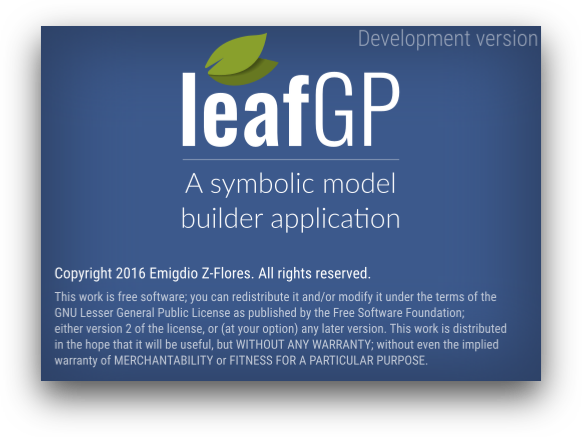 Development version
leafGP
A symbolic model
builder application
Copyright 2016 Emigdio Z-Flores. All rights reserved.
This work is free software; you can redistribute it and/or modify it under the terms of the
GNU Lesser General Public License as published by the Free Software Foundation;
either version 2 of the license, or (at your option) any later version. This work is distributed
in the hope that it will be useful, but WITHOUT ANY WARRANTY; without even the implied
warranty of MERCHANTABILITY or FITNESS FOR A PARTICULAR PURPOSE.